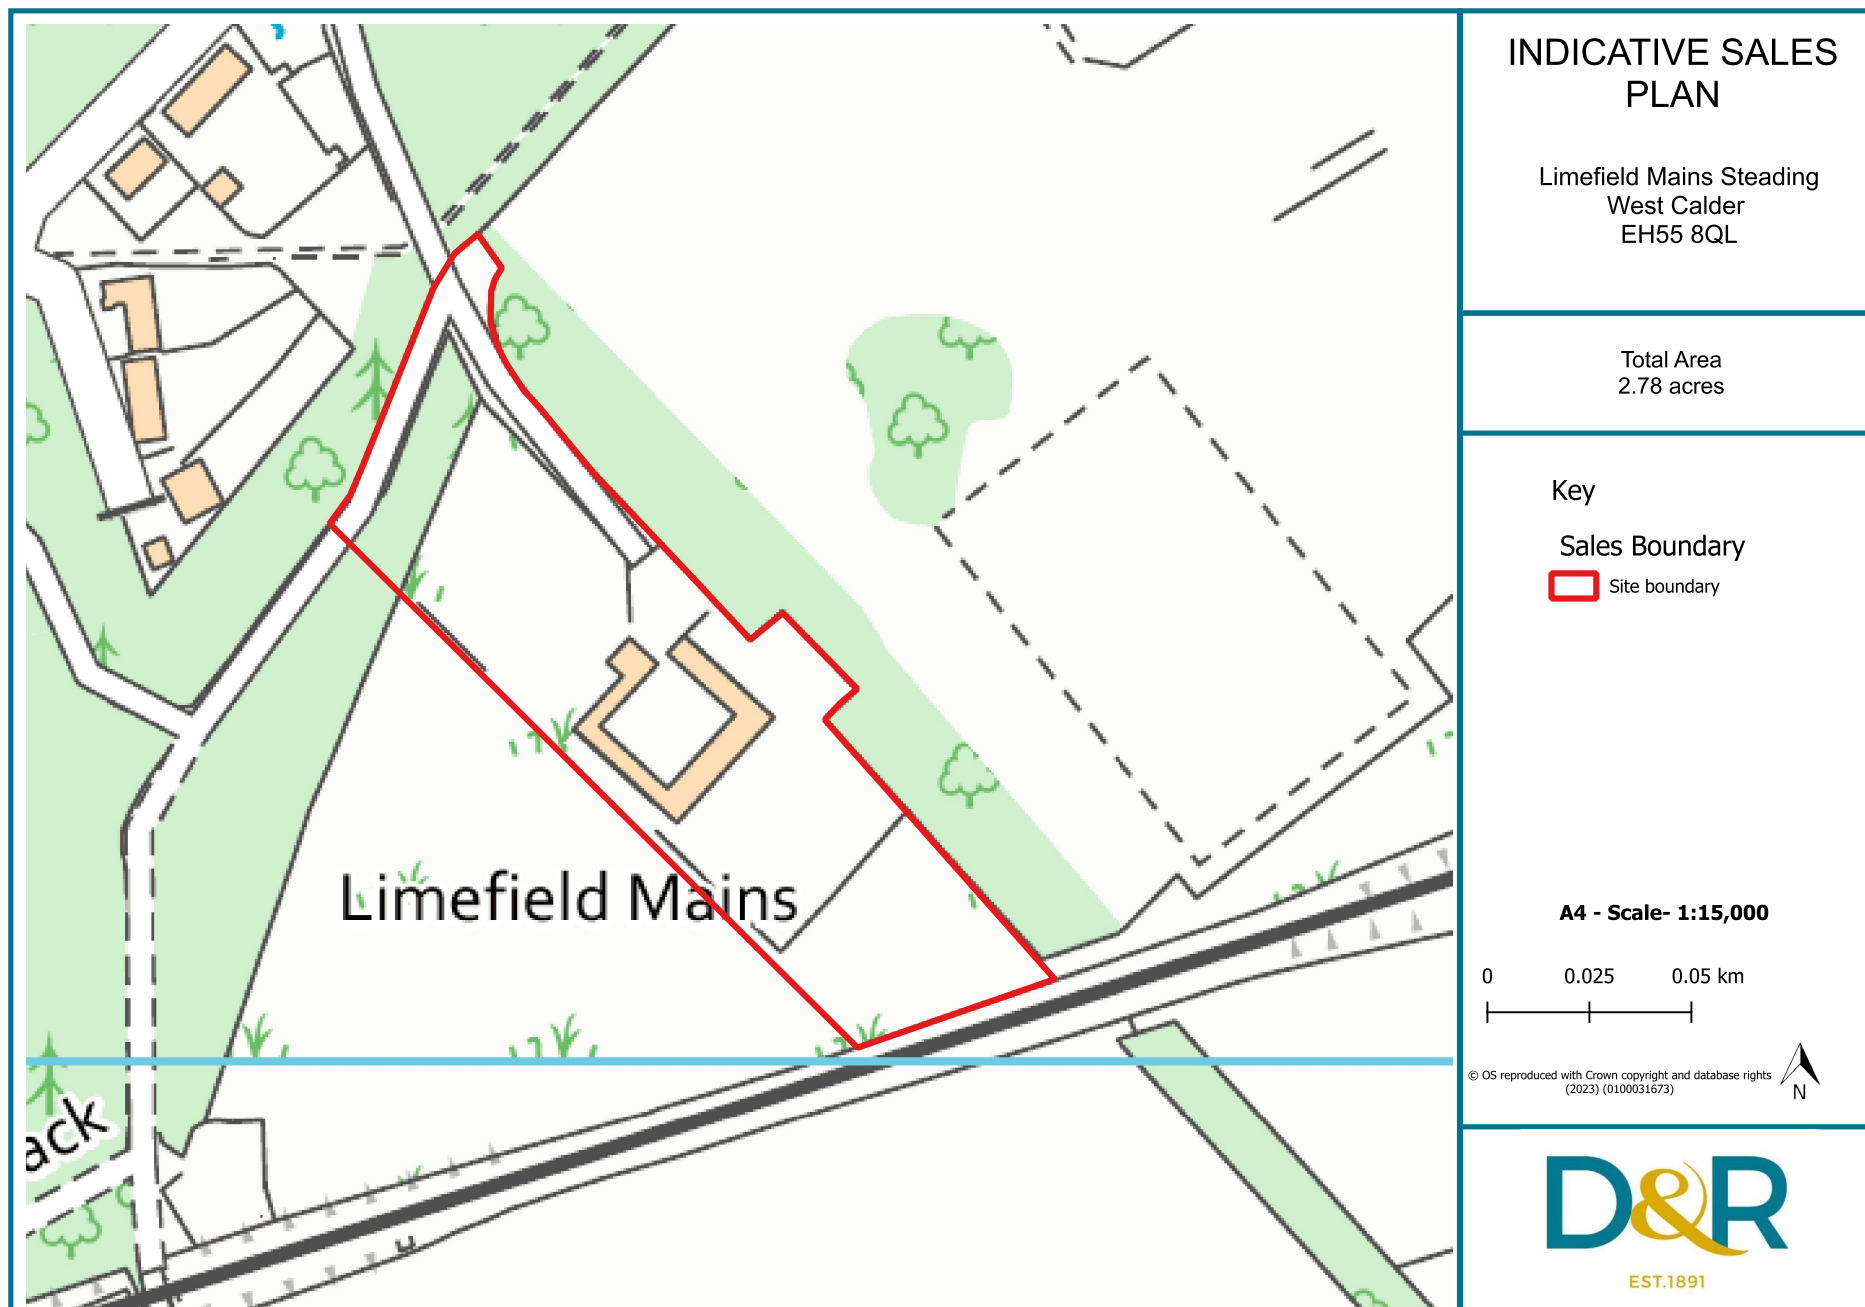 INDICATIVE SALES
PLAN
Limefield Mains Steading
West Calder
EH55 8QL
Total Area
2.78 acres
Key
Sales Boundary
Site boundary
A4 - Scale- 1:15,000
0 0.025 0.05 km
© OS reproduced with Crown copyright and database rights
(2023) (0100031673)
N
D&R
EST.1891
Limefield Mains
ack